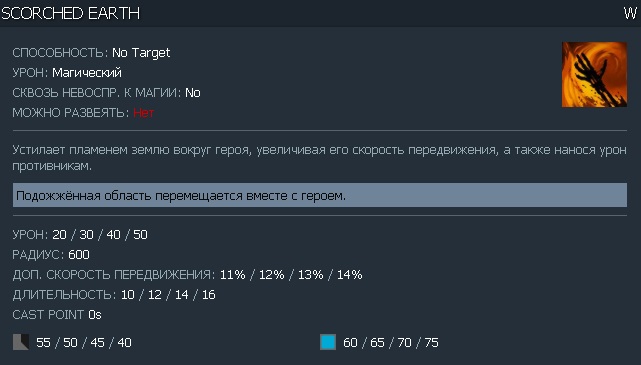 SCORCHED EARTH W
СПОСОБНОСТЬ: No Target
УРОН: Магический
СКВОЗЬ НЕВОСПР. К МАГИИ: No
МОЖНО РАЗВЕЯТЬ: Нет
Устилает пламенем землю вокруг героя, увеличивая его скорость передвижения, а также нанося урон
противникам.
Подожжённая область перемещается вместе с героем.
УРОН: 20 / 30 / 40 / 50
РАДИУС: 600
ДОП. СКОРОСТЬ ПЕРЕДВИЖЕНИЯ: 11% / 12% / 13% / 14%
ДЛИТЕЛЬНОСТЬ: 10 / 12 / 14 / 16
CAST POINT 0s
55 / 50 / 45 / 40 60 / 65 / 70 / 75